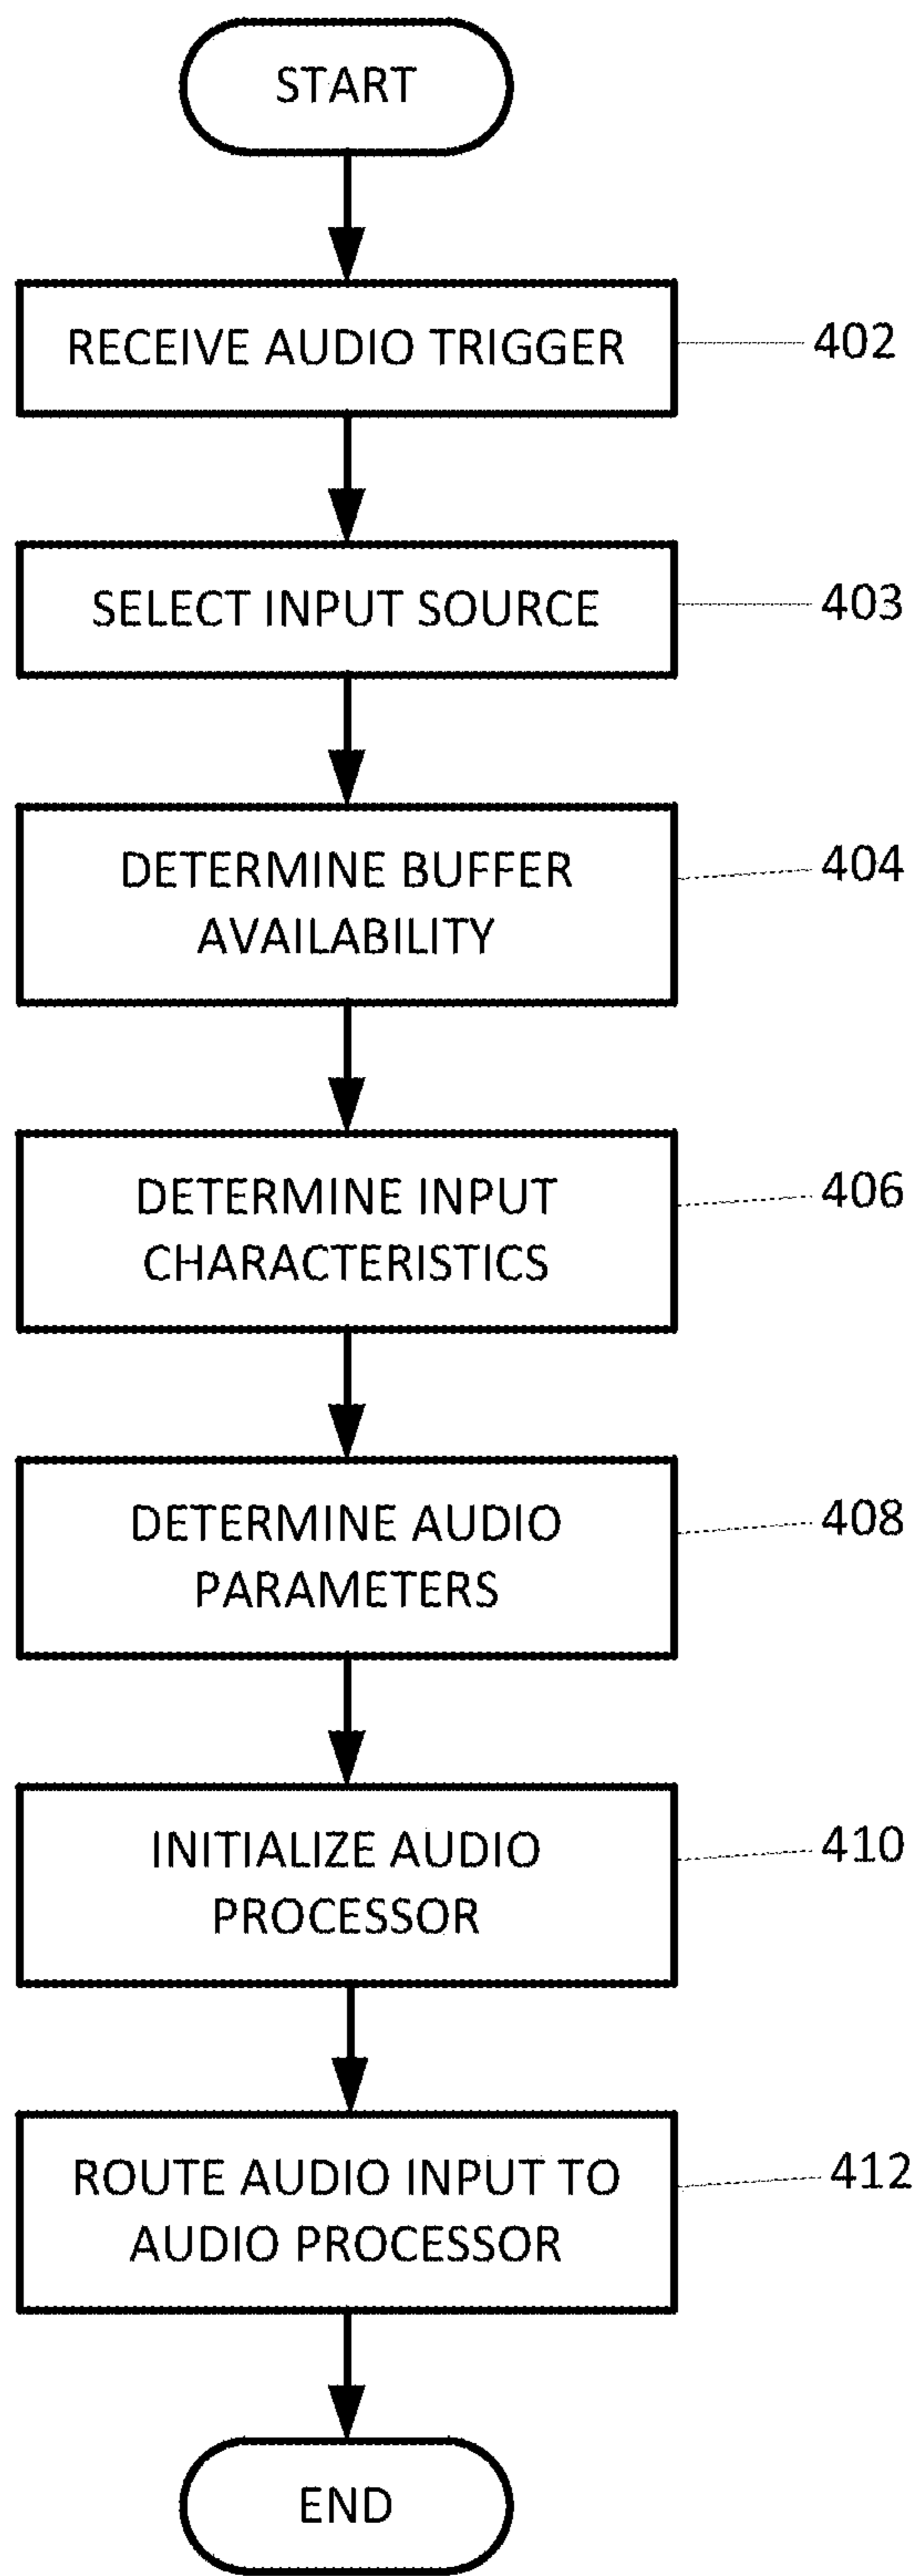 START
RECEIVE AUDIO TRIGGER
402
SELECT INPUT SOURCE
403
DETERMINE BUFFER
AVAILABILITY
404
DETERMINE INPUT
CHARACTERISTICS
406
DETERMINE AUDIO
PARAMETERS
408
INITIALIZE AUDIO
PROCESSOR
410
ROUTE AUDIO INPUT TO
AUDIO PROCESSOR
412
END